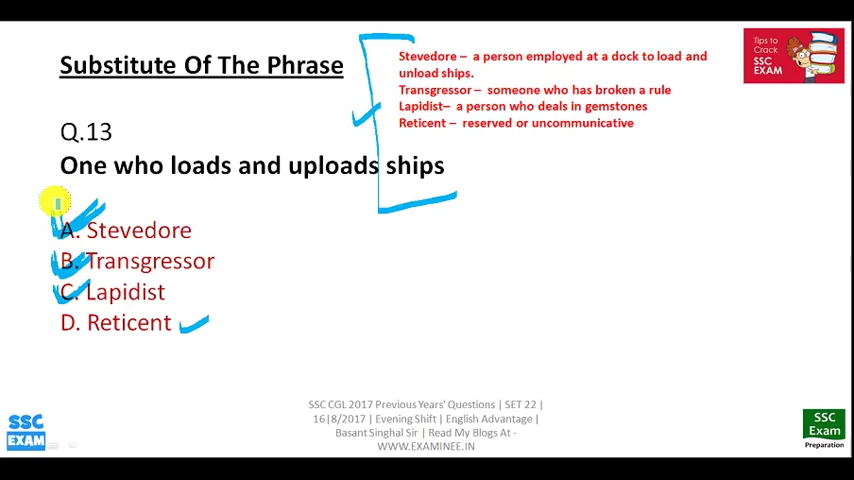 Substitute Of The Phrase
Stevedore – a person employed at a dock to load and
unload ships.
Transgressor – someone who has broken a rule
Lapidist– a person who deals in gemstones
Reticent – reserved or uncommunicative
Tips to
Crack
SSC
EXAM
Q.13
One who loads and uploads ships
A. Stevedore
B. Transgressor
C. Lapidist
D. Reticent
SSC CGL 2017 Previous Years' Questions | SET 22 |
16|8/2017 | Evening Shift | English Advantage |
Basant Singhal Sir | Read My Blogs At -
WWW.EXAMINEE.IN
SSC
EXAM
SSC
Exam
Preparation